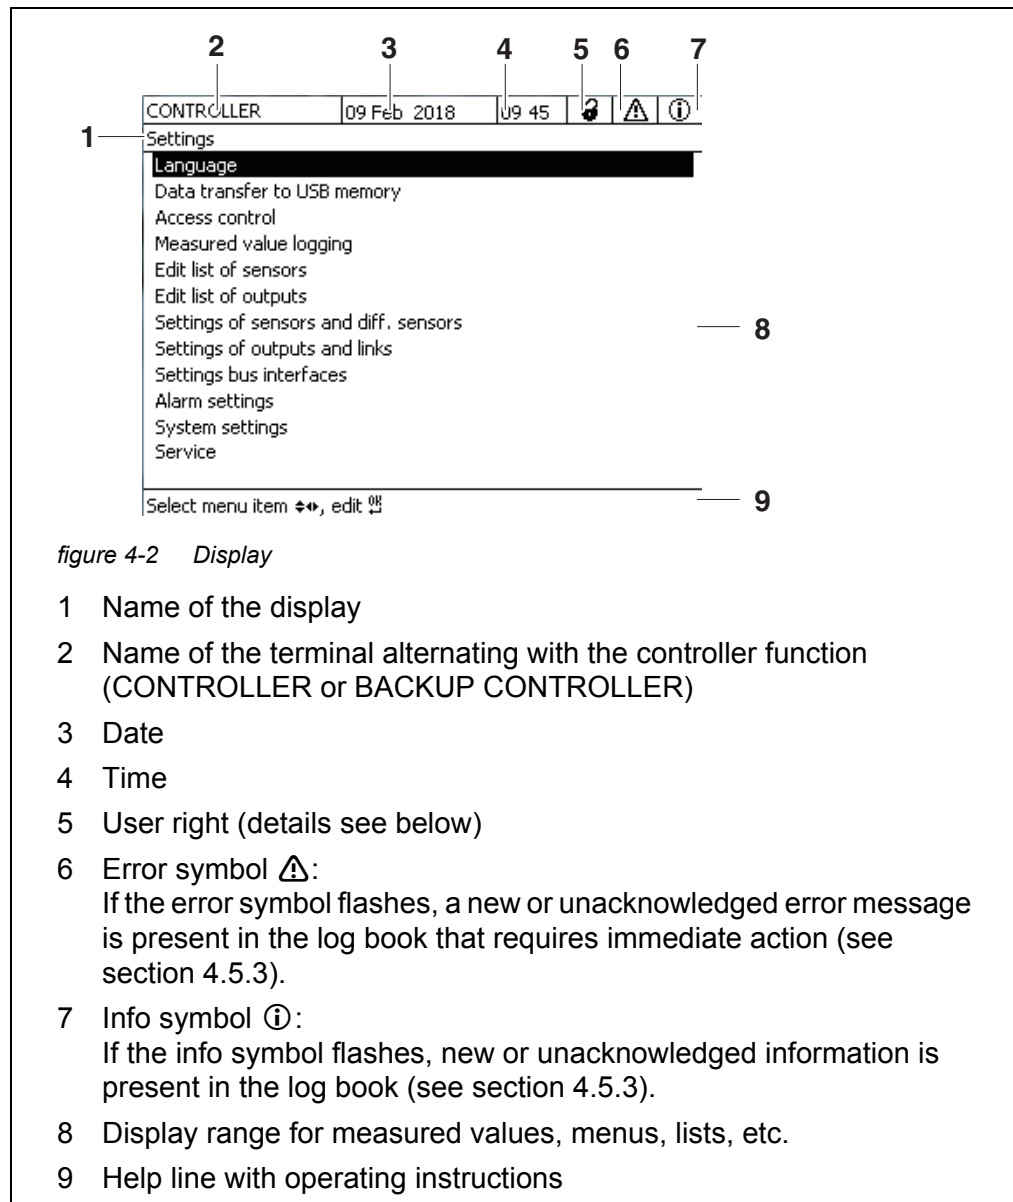 2 3 4 5 6 7
CONTROLLER 09 Feb 2018 09 45
1 Settings
Language
Data transfer to USB memory
Access control
Measured value logging
Edit list of sensors
Edit list of outputs
Settings of sensors and diff. sensors 8
Settings of outputs and links
Settings bus interfaces
Alarm settings
System settings
Service
Select menu item, edit OK 9
figure 4-2 Display
1 Name of the display
2 Name of the terminal alternating with the controller function
(CONTROLLER or BACKUP CONTROLLER)
3 Date
4 Time
5 User right (details see below)
6 Error symbol ⚠:
If the error symbol flashes, a new or unacknowledged error message
is present in the log book that requires immediate action (see
section 4.5.3).
7 Info symbol ⓘ:
If the info symbol flashes, new or unacknowledged information is
present in the log book (see section 4.5.3).
8 Display range for measured values, menus, lists, etc.
9 Help line with operating instructions